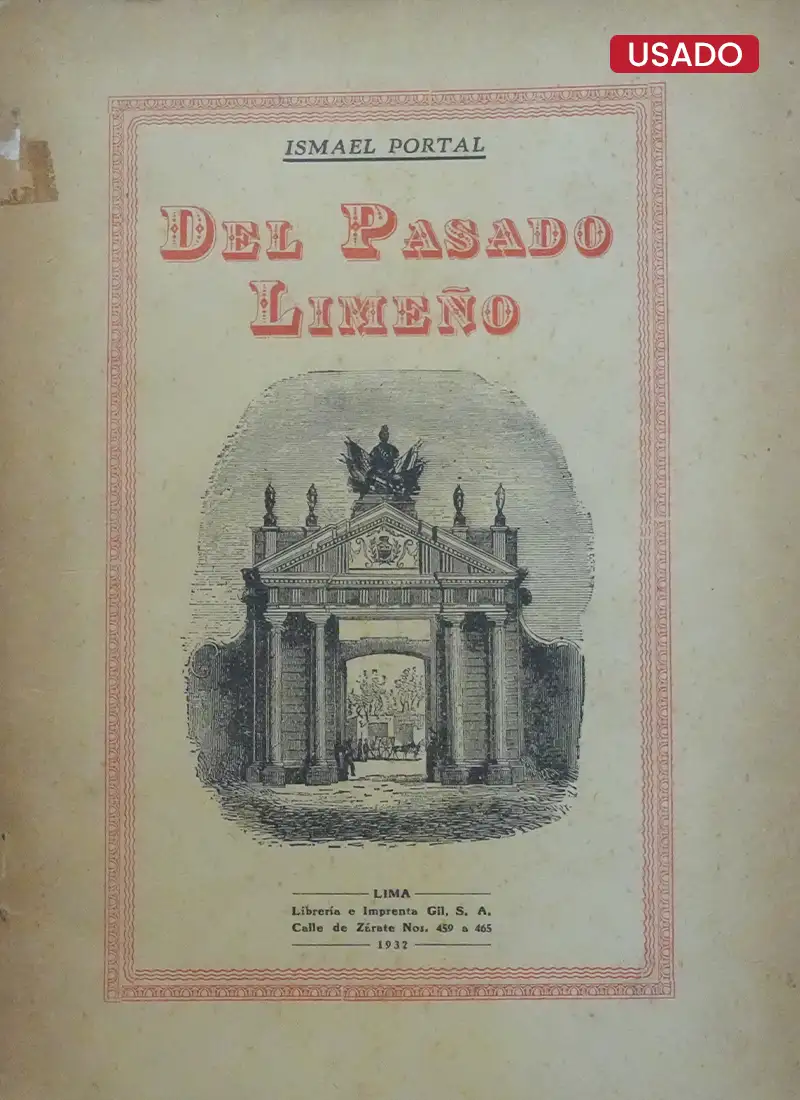 USADO
ISMAEL PORTAL
DEL PASADO
LIMEÑO
LIMA
Librería e Imprenta Gil, S. A.
Calle de Zárate Nos. 459 a 465
1932